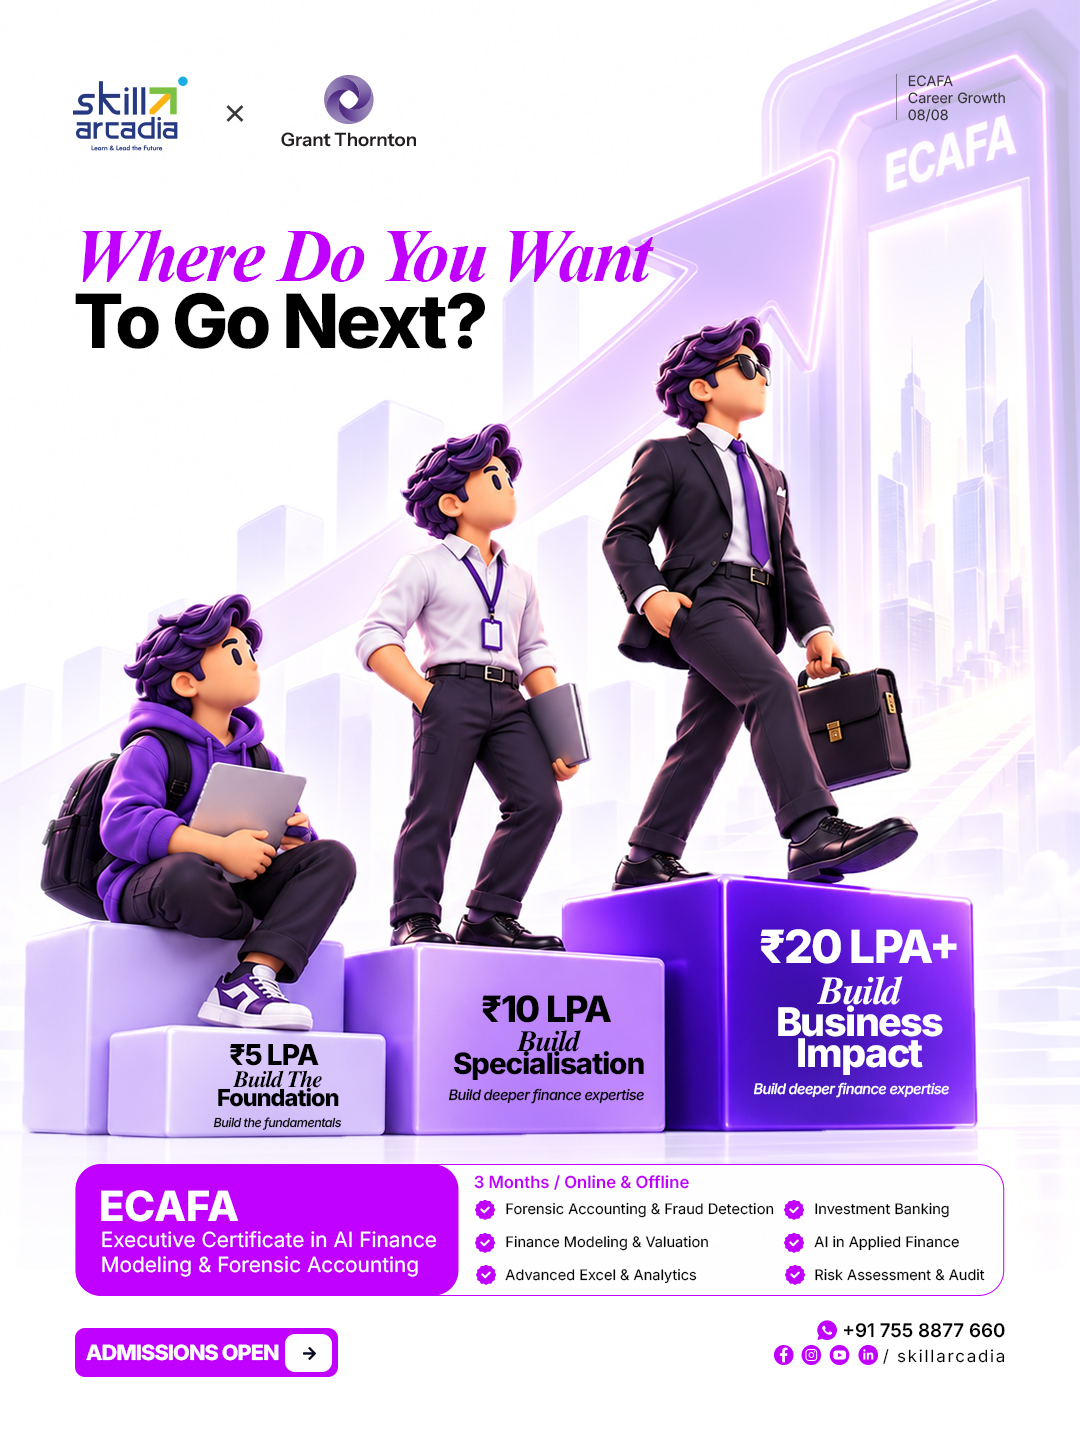 skill
arcadia
Learn & Lead the Future
×
Grant Thornton
ECAFA
Career Growth
08/08
ECAFA
Where Do You Want
To Go Next?
₹5 LPA
Build The
Foundation
Build the fundamentals
₹10 LPA
Build
Specialisation
Build deeper finance expertise
₹20 LPA+
Build
Business
Impact
Build deeper finance expertise
ECAFA
Executive Certificate in AI Finance
Modeling & Forensic Accounting
3 Months / Online & Offline
Forensic Accounting & Fraud Detection
Investment Banking
Finance Modeling & Valuation
AI in Applied Finance
Advanced Excel & Analytics
Risk Assessment & Audit
ADMISSIONS OPEN
+91 755 8877 660
/ skillarcadia